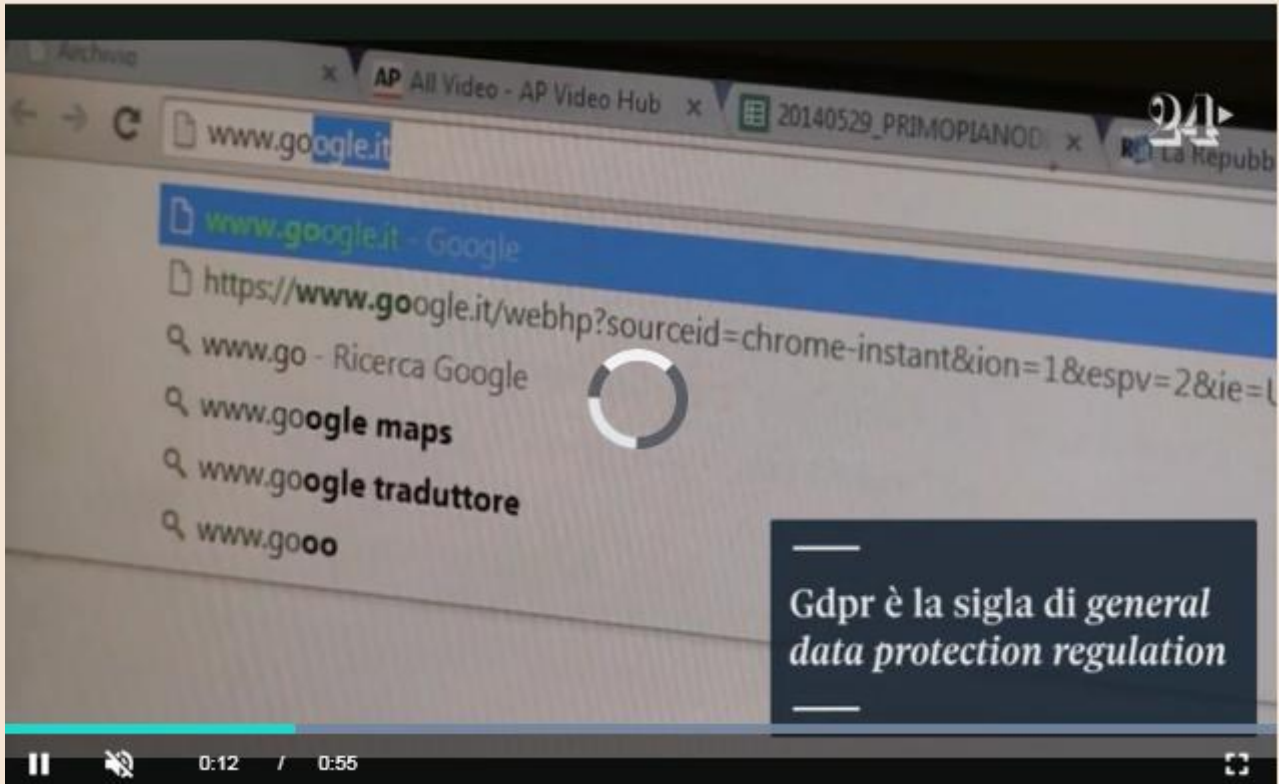 Archivio
AP All Video - AP Video Hub
20140529_PRIMOPIANOD
La Repubb
24
www.google.it
www.google.it - Google
https://www.google.it/webhp?sourceid=chrome-instant&ion=1&espv=2&ie=U
www.go - Ricerca Google
www.google maps
www.google traduttore
www.gooo
Gdpr è la sigla di general
data protection regulation
0:12 / 0:55